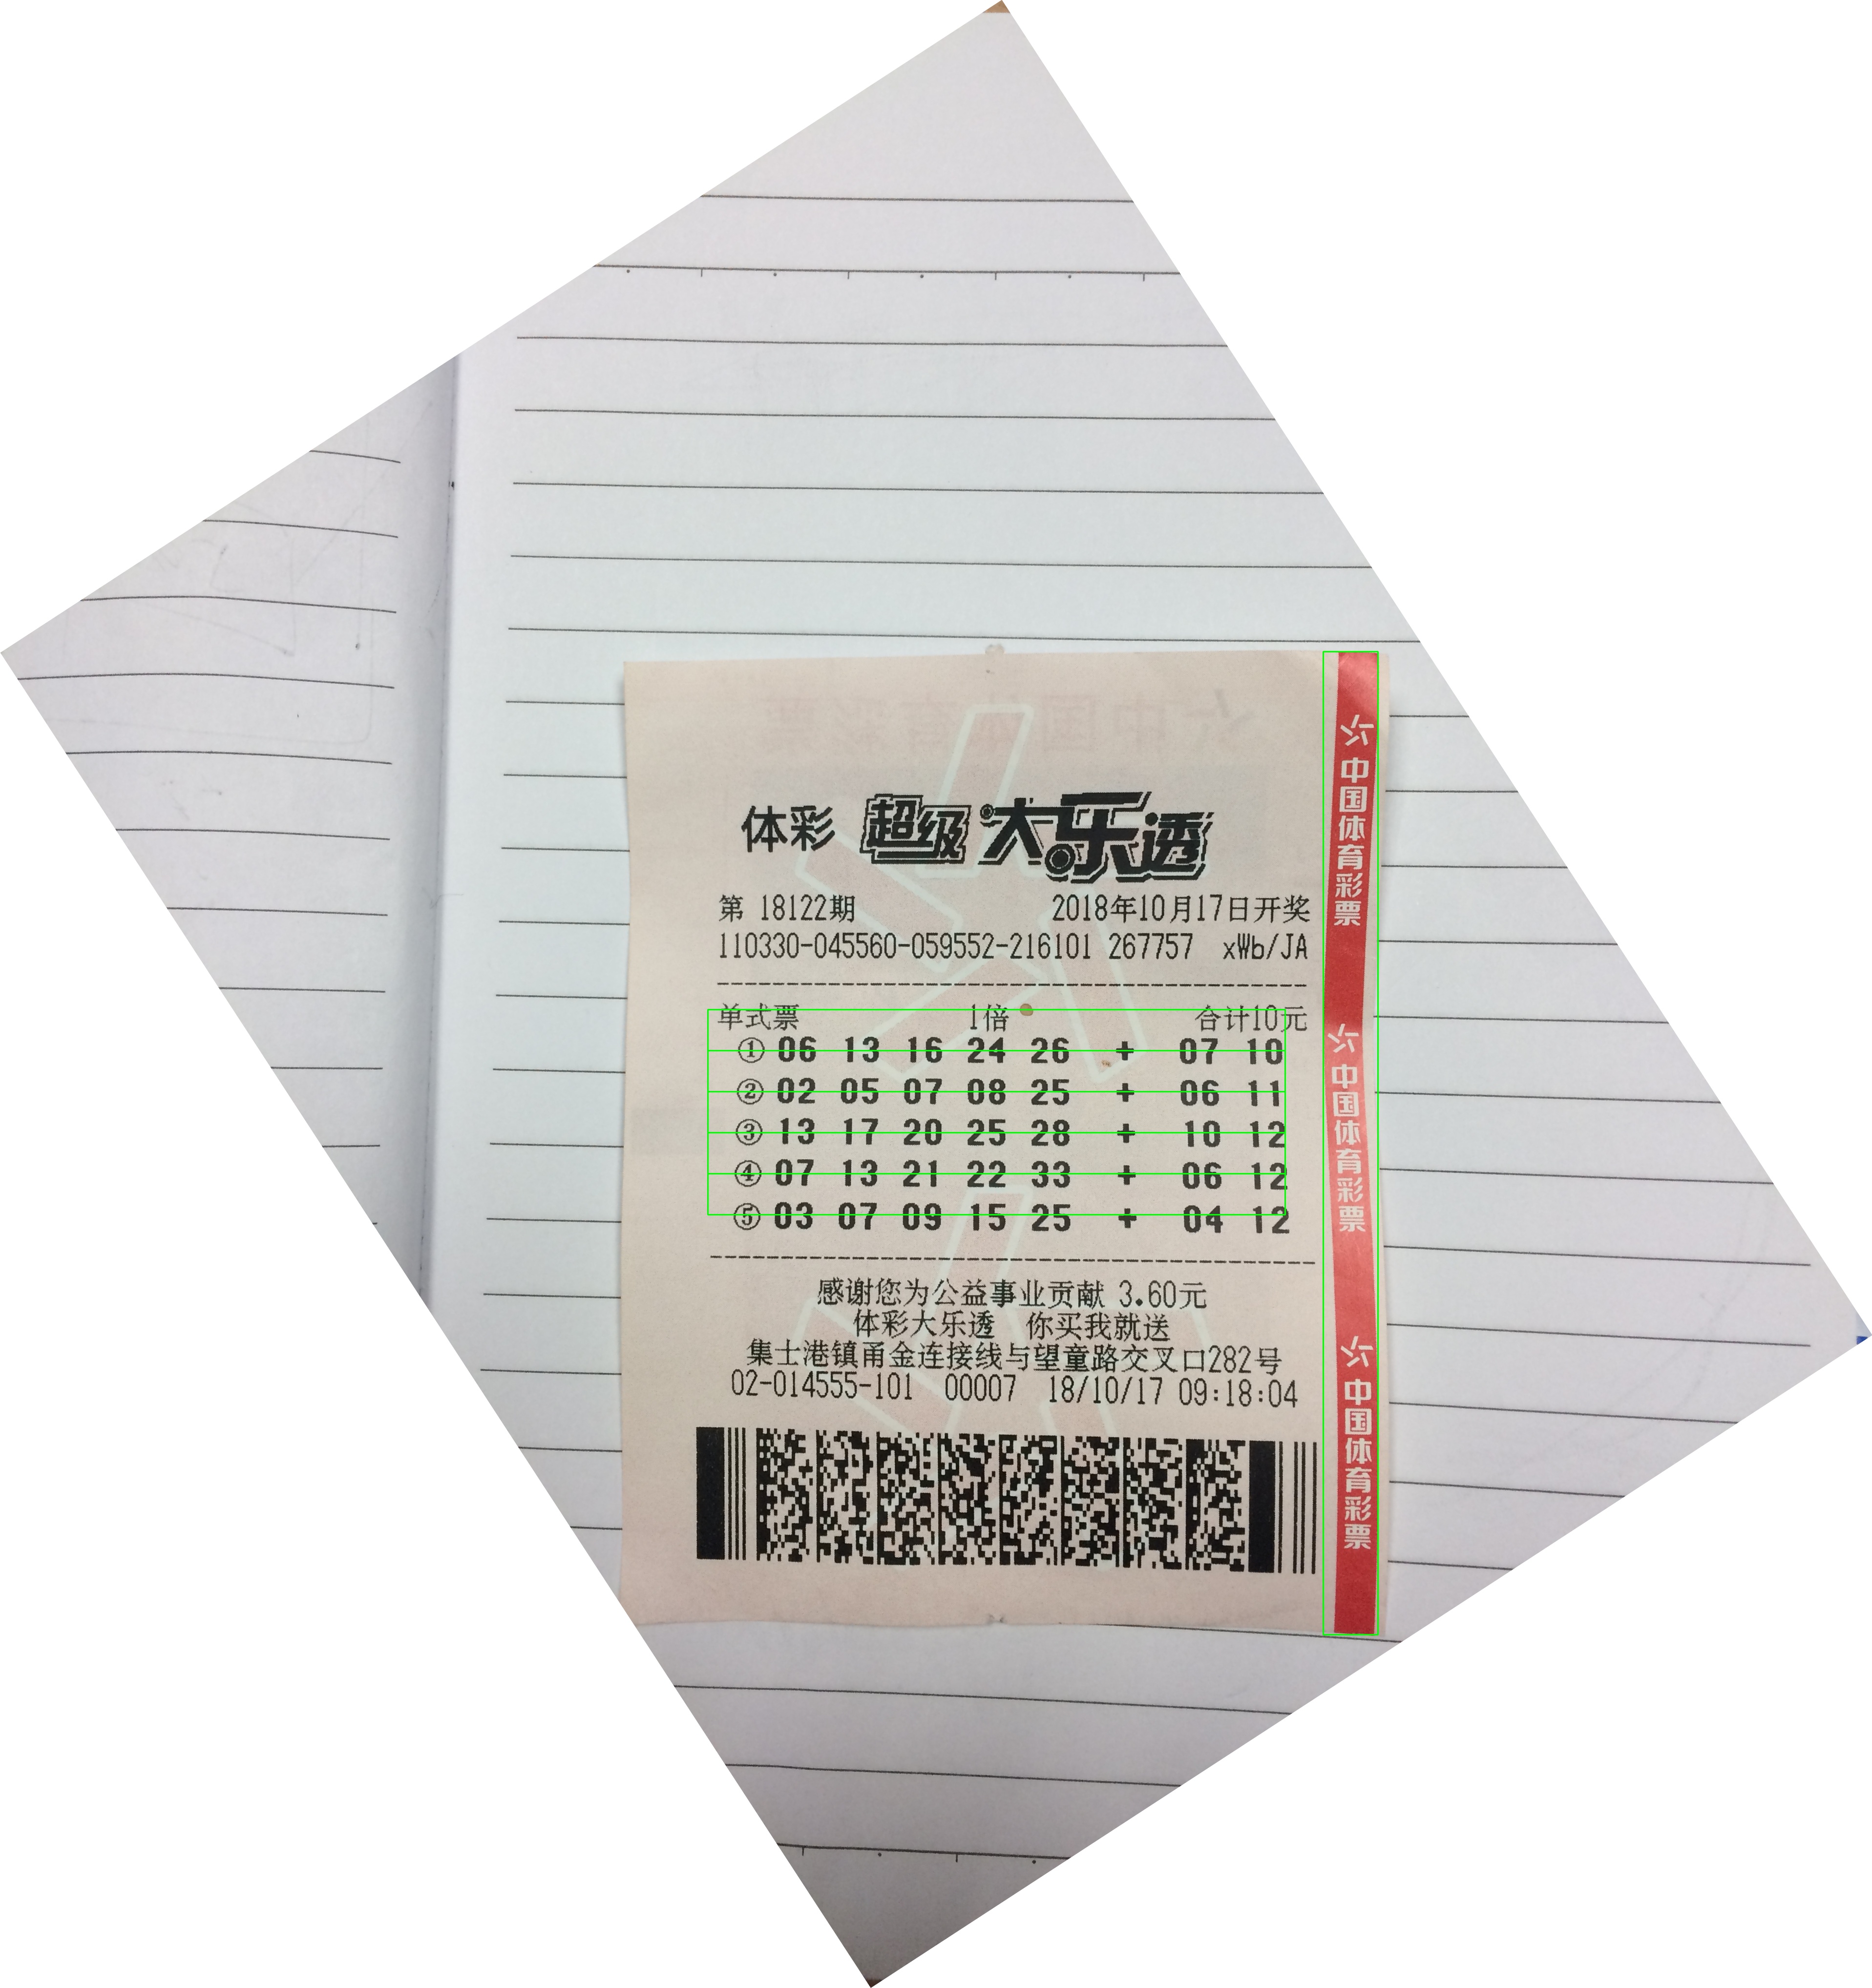 体彩 超级大乐透
第 18122期 2018年10月17日开奖
110330-045560-059552-216101 267757 xWb/JA
单式票 1倍 合计10元
① 06 13 16 24 26 + 07 10
② 02 05 07 08 25 + 06 11
③ 13 17 20 25 28 + 10 12
④ 07 13 21 22 33 + 06 12
⑤ 03 07 09 15 25 + 04 12
感谢您为公益事业贡献 3.60元
体彩大乐透 你买我就送
集士港镇甬金连接线与望童路交叉口282号
02-014555-101 00007 18/10/17 09:18:04
中国体育彩票
中国体育彩票
中国体育彩票